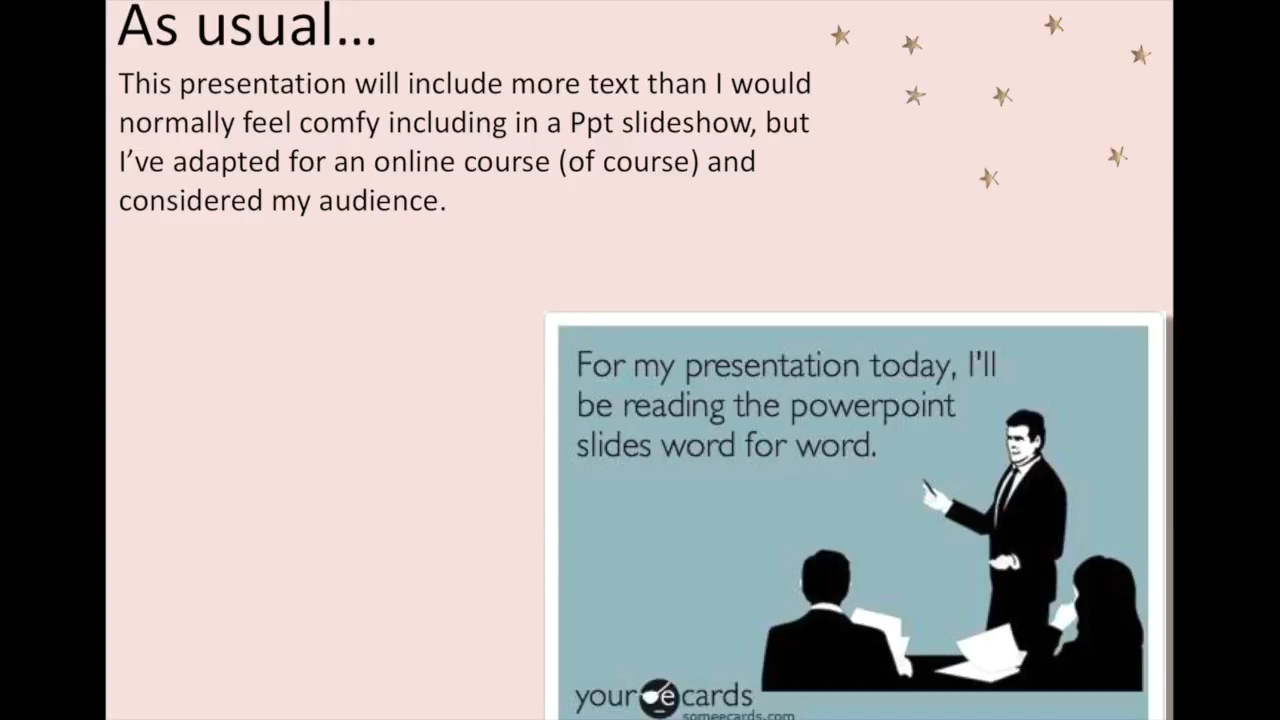 As usual...
This presentation will include more text than I would
normally feel comfy including in a Ppt slideshow, but
I’ve adapted for an online course (of course) and
considered my audience.
For my presentation today, I'll
be reading the powerpoint
slides word for word.
your e cards
someecards.com